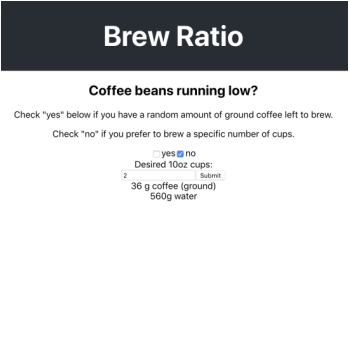 Brew Ratio
Coffee beans running low?
Check "yes" below if you have a random amount of ground coffee left to brew.
Check "no" if you prefer to brew a specific number of cups.
yes no
Desired 10oz cups:
2 Submit
36 g coffee (ground)
560g water